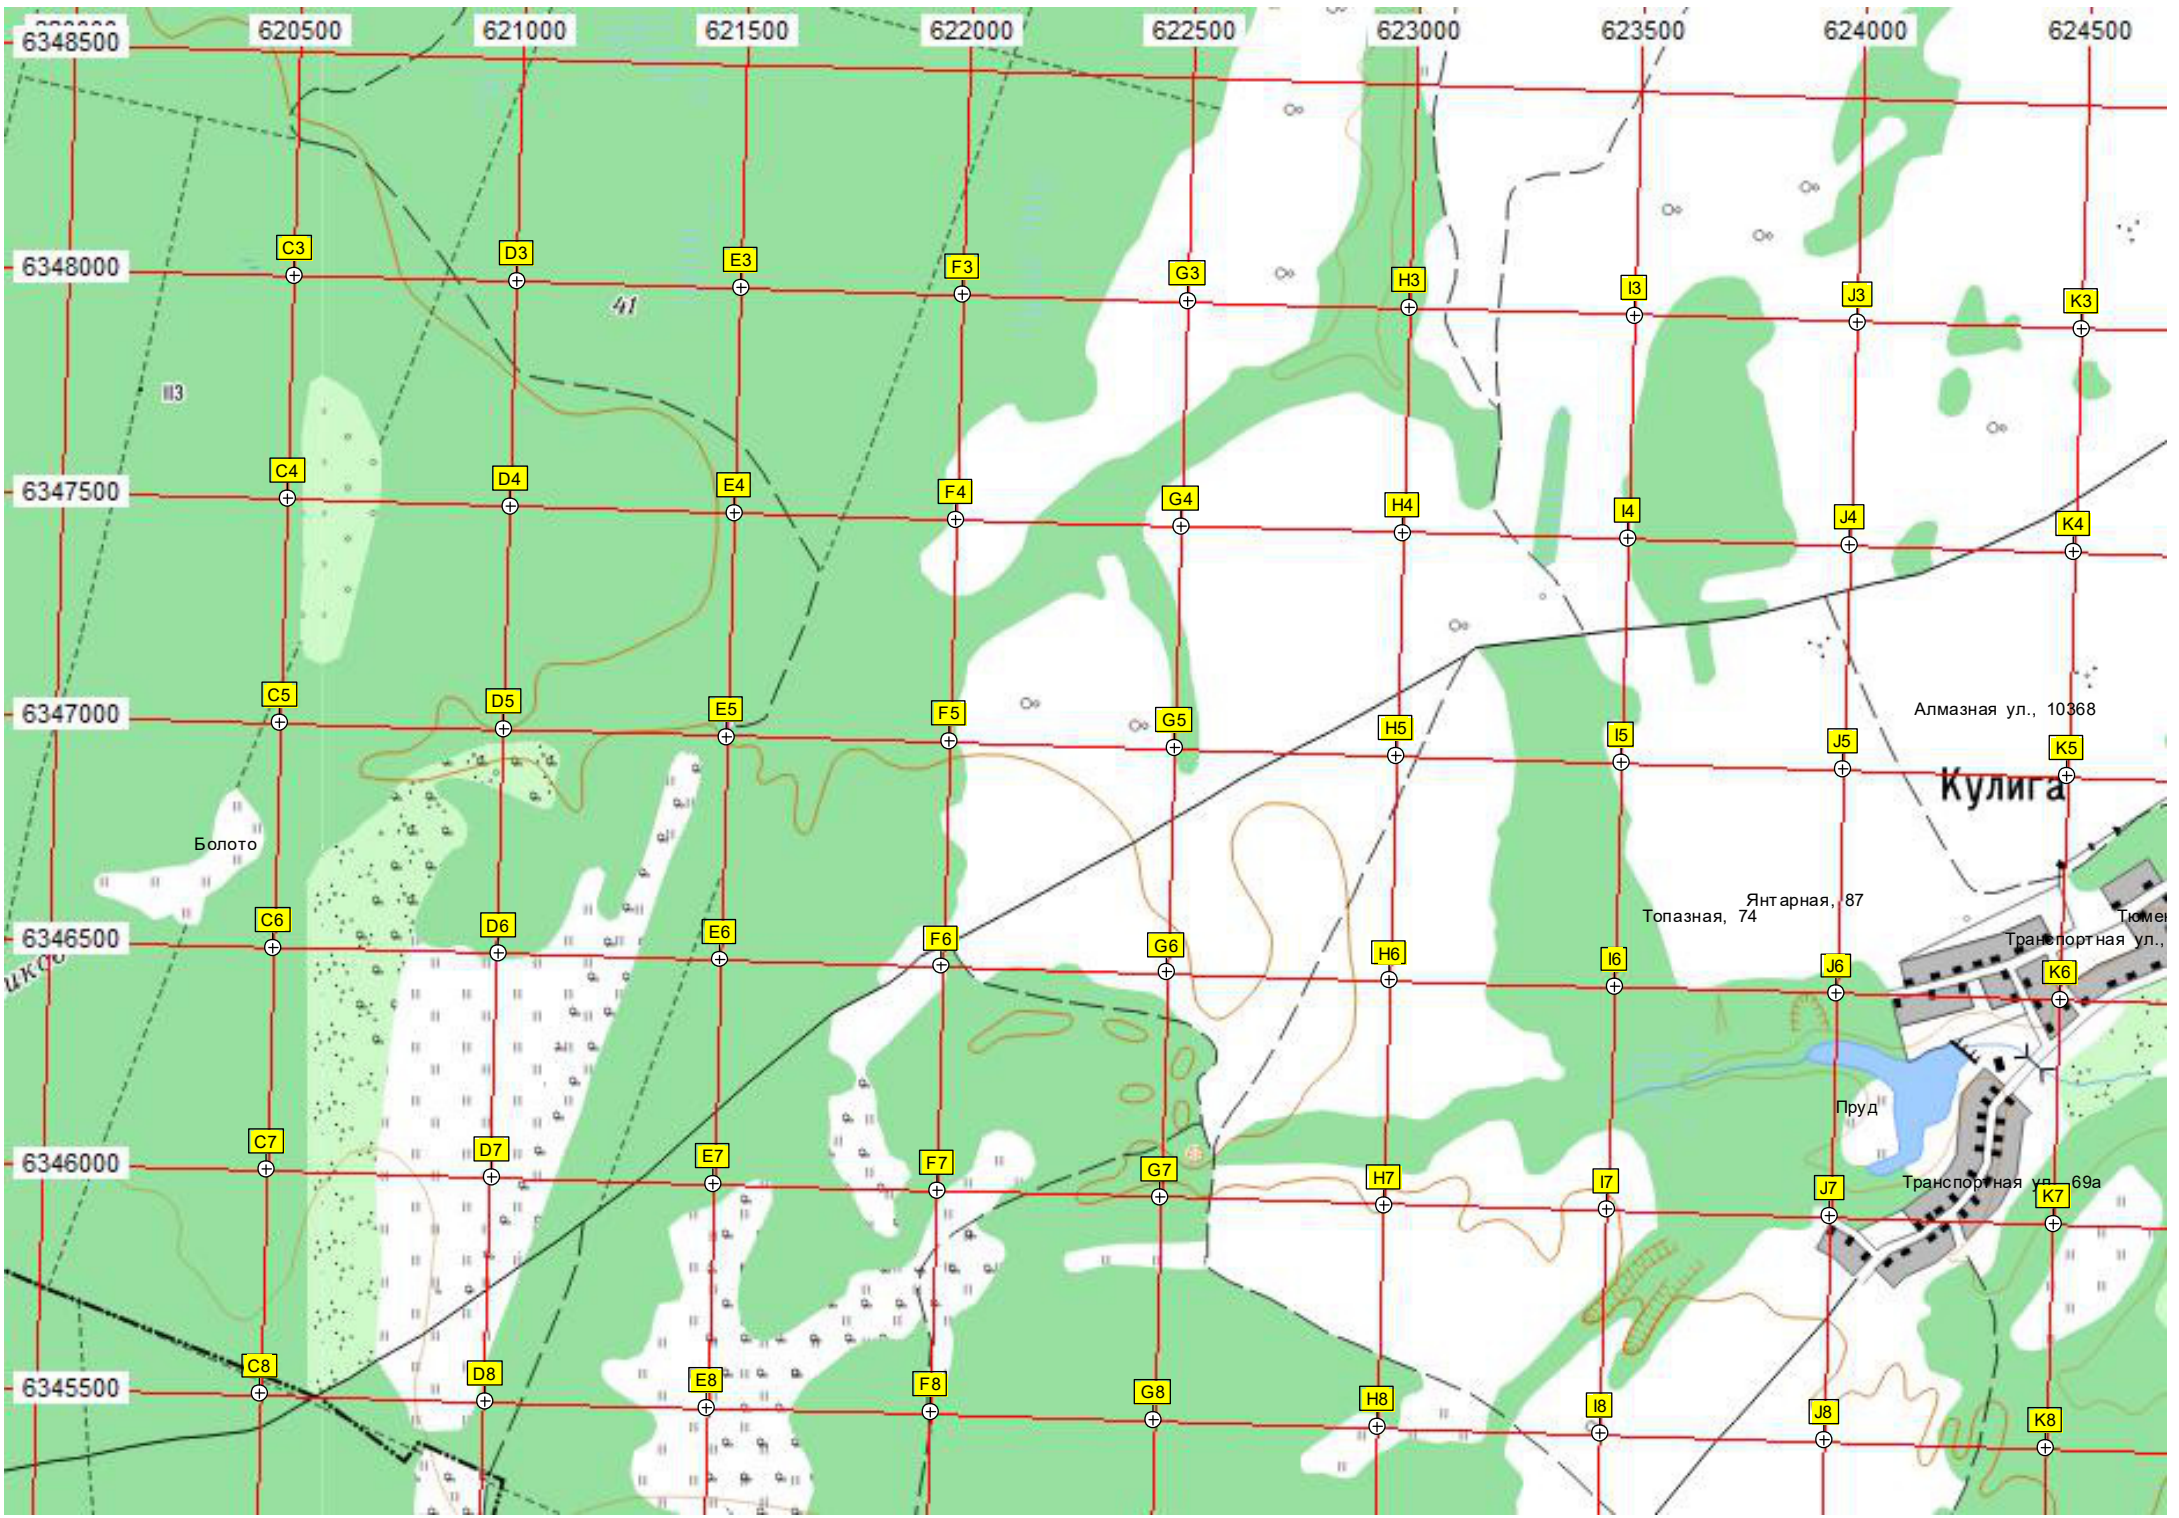 620500 621000 621500 622000 622500 623000 623500 624000 624500
6348500
C3 D3 E3 F3 G3 H3 I3 J3 K3
6348000
41
113
C4 D4 E4 F4 G4 H4 I4 J4 K4
6347500
C5 D5 E5 F5 G5 H5 I5 J5 K5
6347000
Алмазная ул., 10368
Кулига
Болото
Янтарная, 87
Топазная, 74
Тюмен
Транспортная ул.,
C6 D6 E6 F6 G6 H6 I6 J6 K6
6346500
Пруд
C7 D7 E7 F7 G7 H7 I7 J7 K7
6346000
Транспортная ул., 69а
C8 D8 E8 F8 G8 H8 I8 J8 K8
6345500